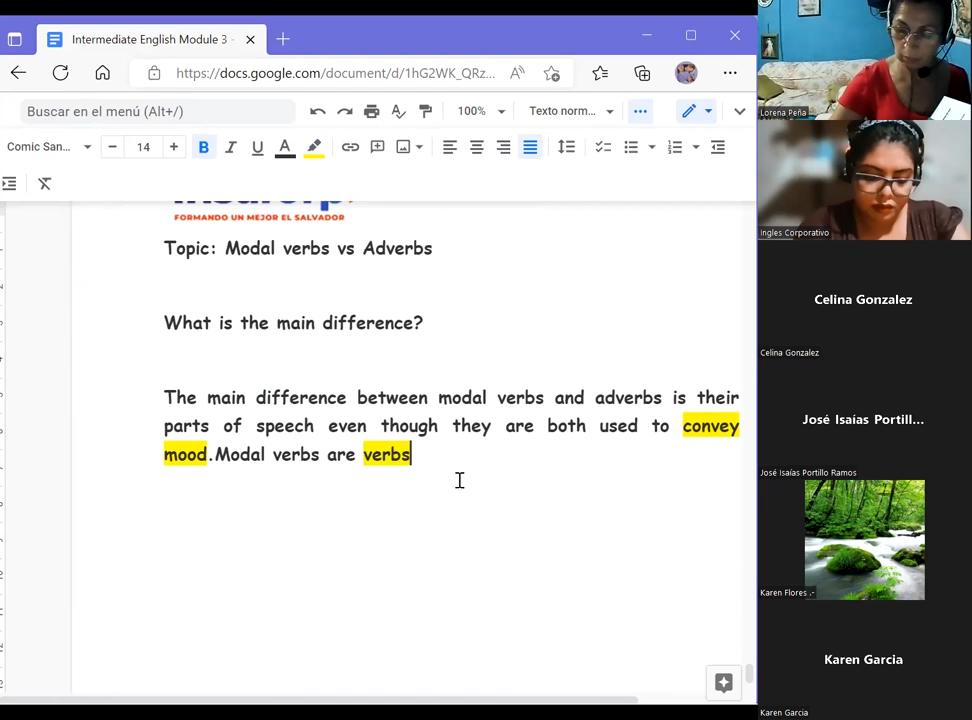 Intermediate English Module 3 -
https://docs.google.com/document/d/1hG2WK_QRz...
Buscar en el menú (Alt+/)
100%
Texto norm...
Comic San...
14
B
I
U
A
FORMANDO UN MEJOR EL SALVADOR
Topic: Modal verbs vs Adverbs
What is the main difference?
The main difference between modal verbs and adverbs is their
parts of speech even though they are both used to convey
mood.Modal verbs are verbs
Lorena Peña
Ingles Corporativo
Celina Gonzalez
Celina Gonzalez
José Isaías Portill...
José Isaías Portillo Ramos
Karen Flores .-
Karen Garcia
Karen Garcia